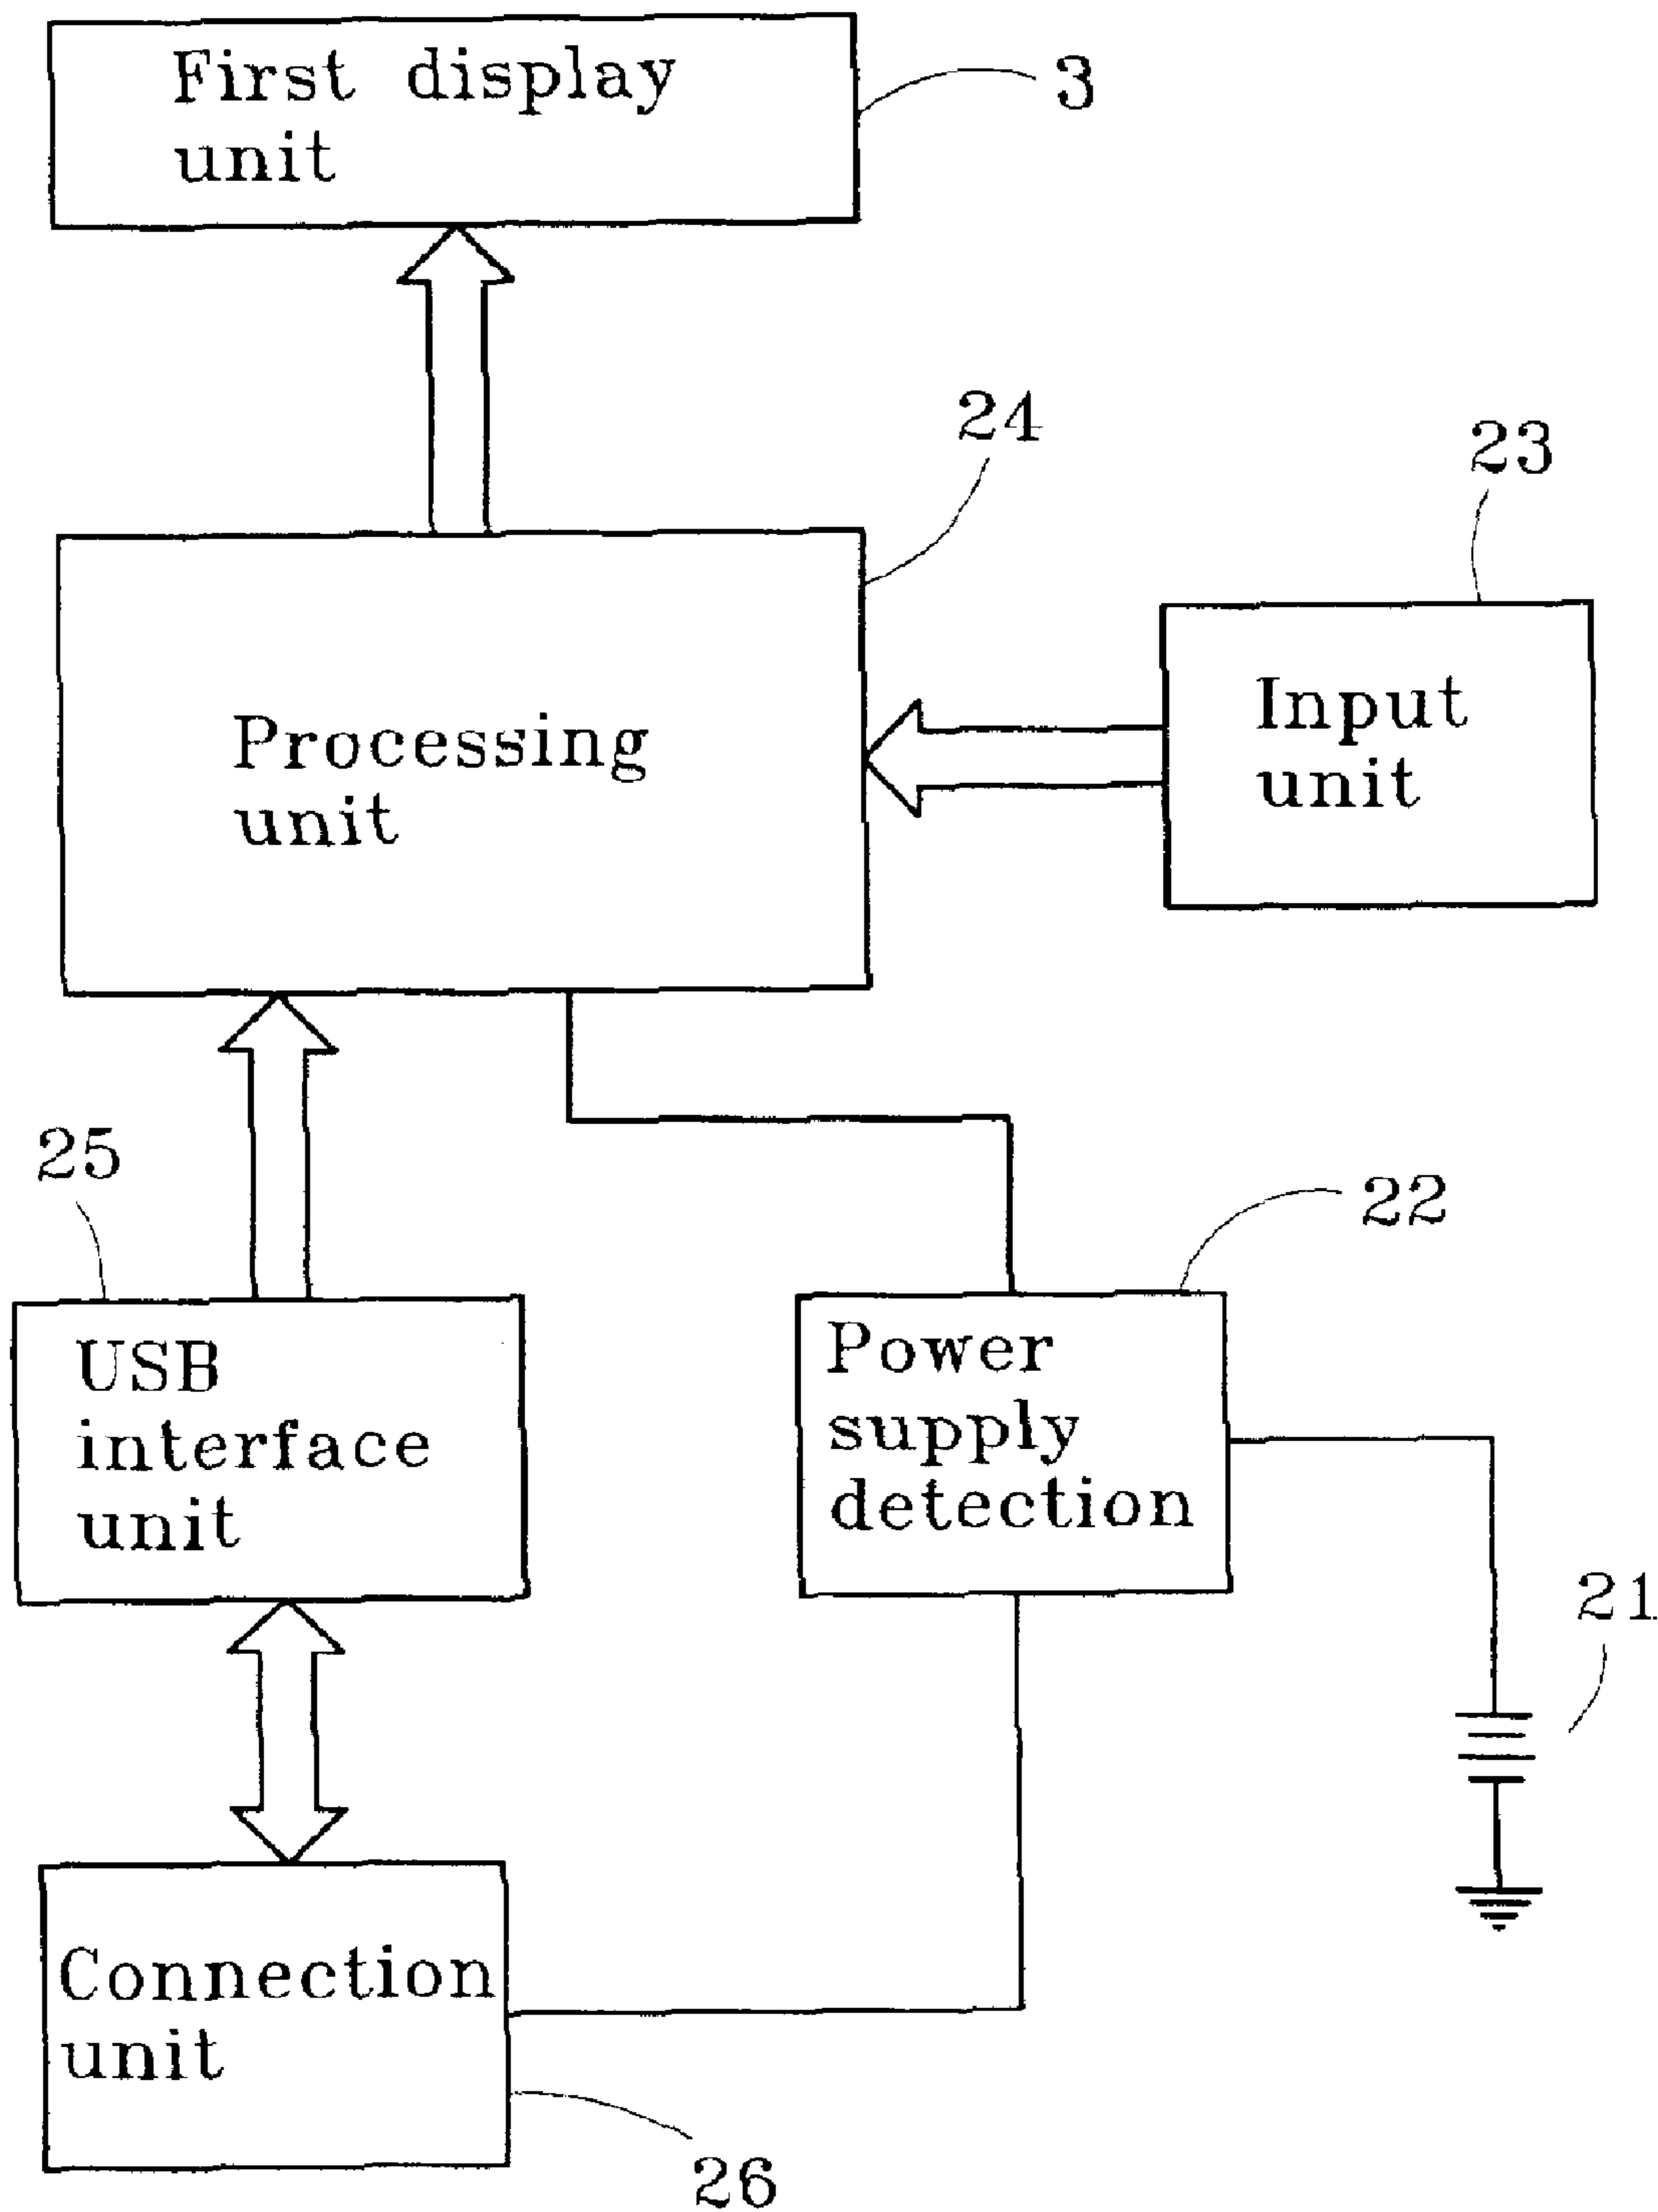 First display
unit
3
24
23
Processing
unit
Input
unit
25
22
USB
interface
unit
Power
supply
detection
21
Connection
unit
26